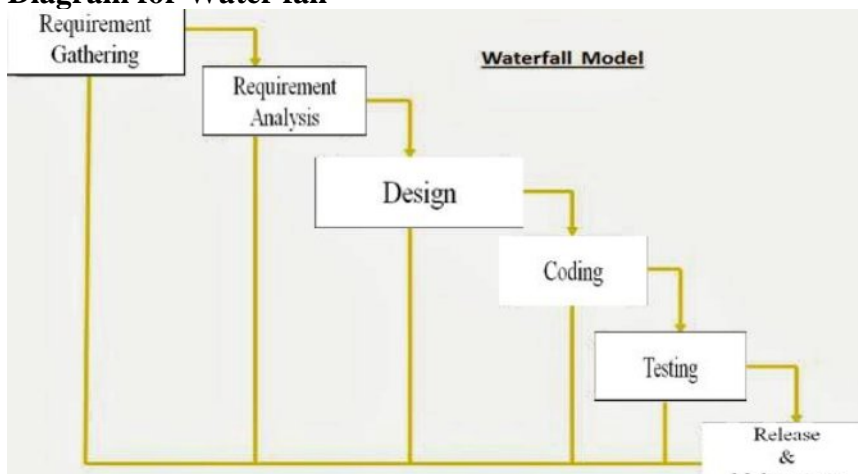 Diagram for Water fall
Requirement
Gathering
Waterfall Model
Requirement
Analysis
Design
Coding
Testing
Release
&